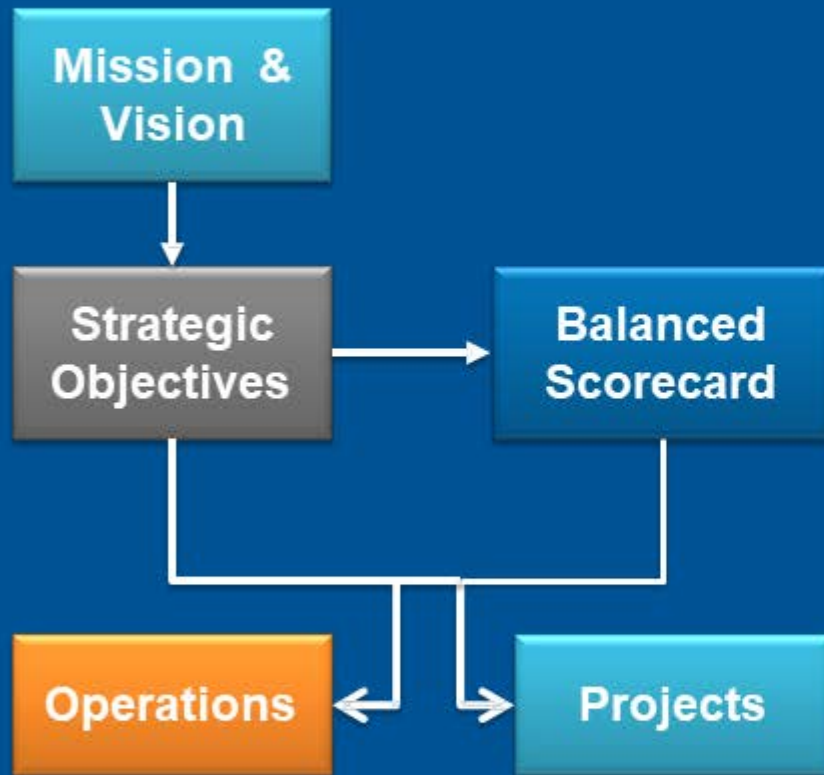 Mission &
Vision
Strategic
Objectives
Balanced
Scorecard
Operations
Projects